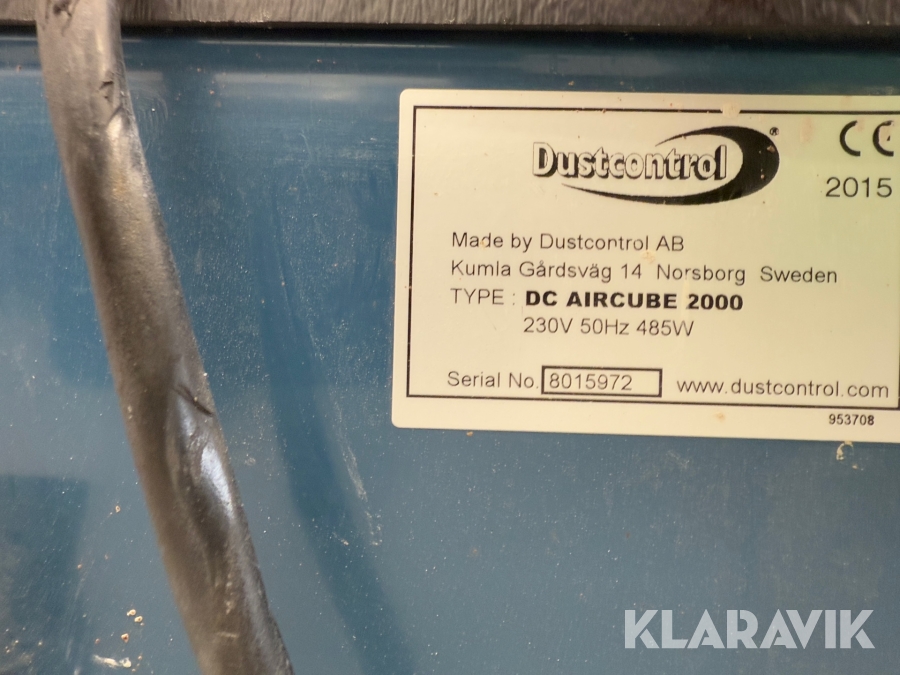 Dustcontrol®
CE
2015
Made by Dustcontrol AB
Kumla Gårdsväg 14 Norsborg Sweden
TYPE : DC AIRCUBE 2000
230V 50Hz 485W
Serial No. 8015972 www.dustcontrol.com
953708
KLARAVIK